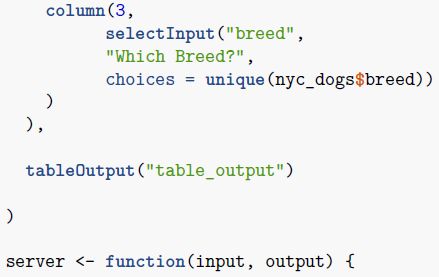 column(3,
selectInput("breed",
"Which Breed?",
choices = unique(nyc_dogs$breed))
)
),
tableOutput("table_output")
)
server <- function(input, output) {